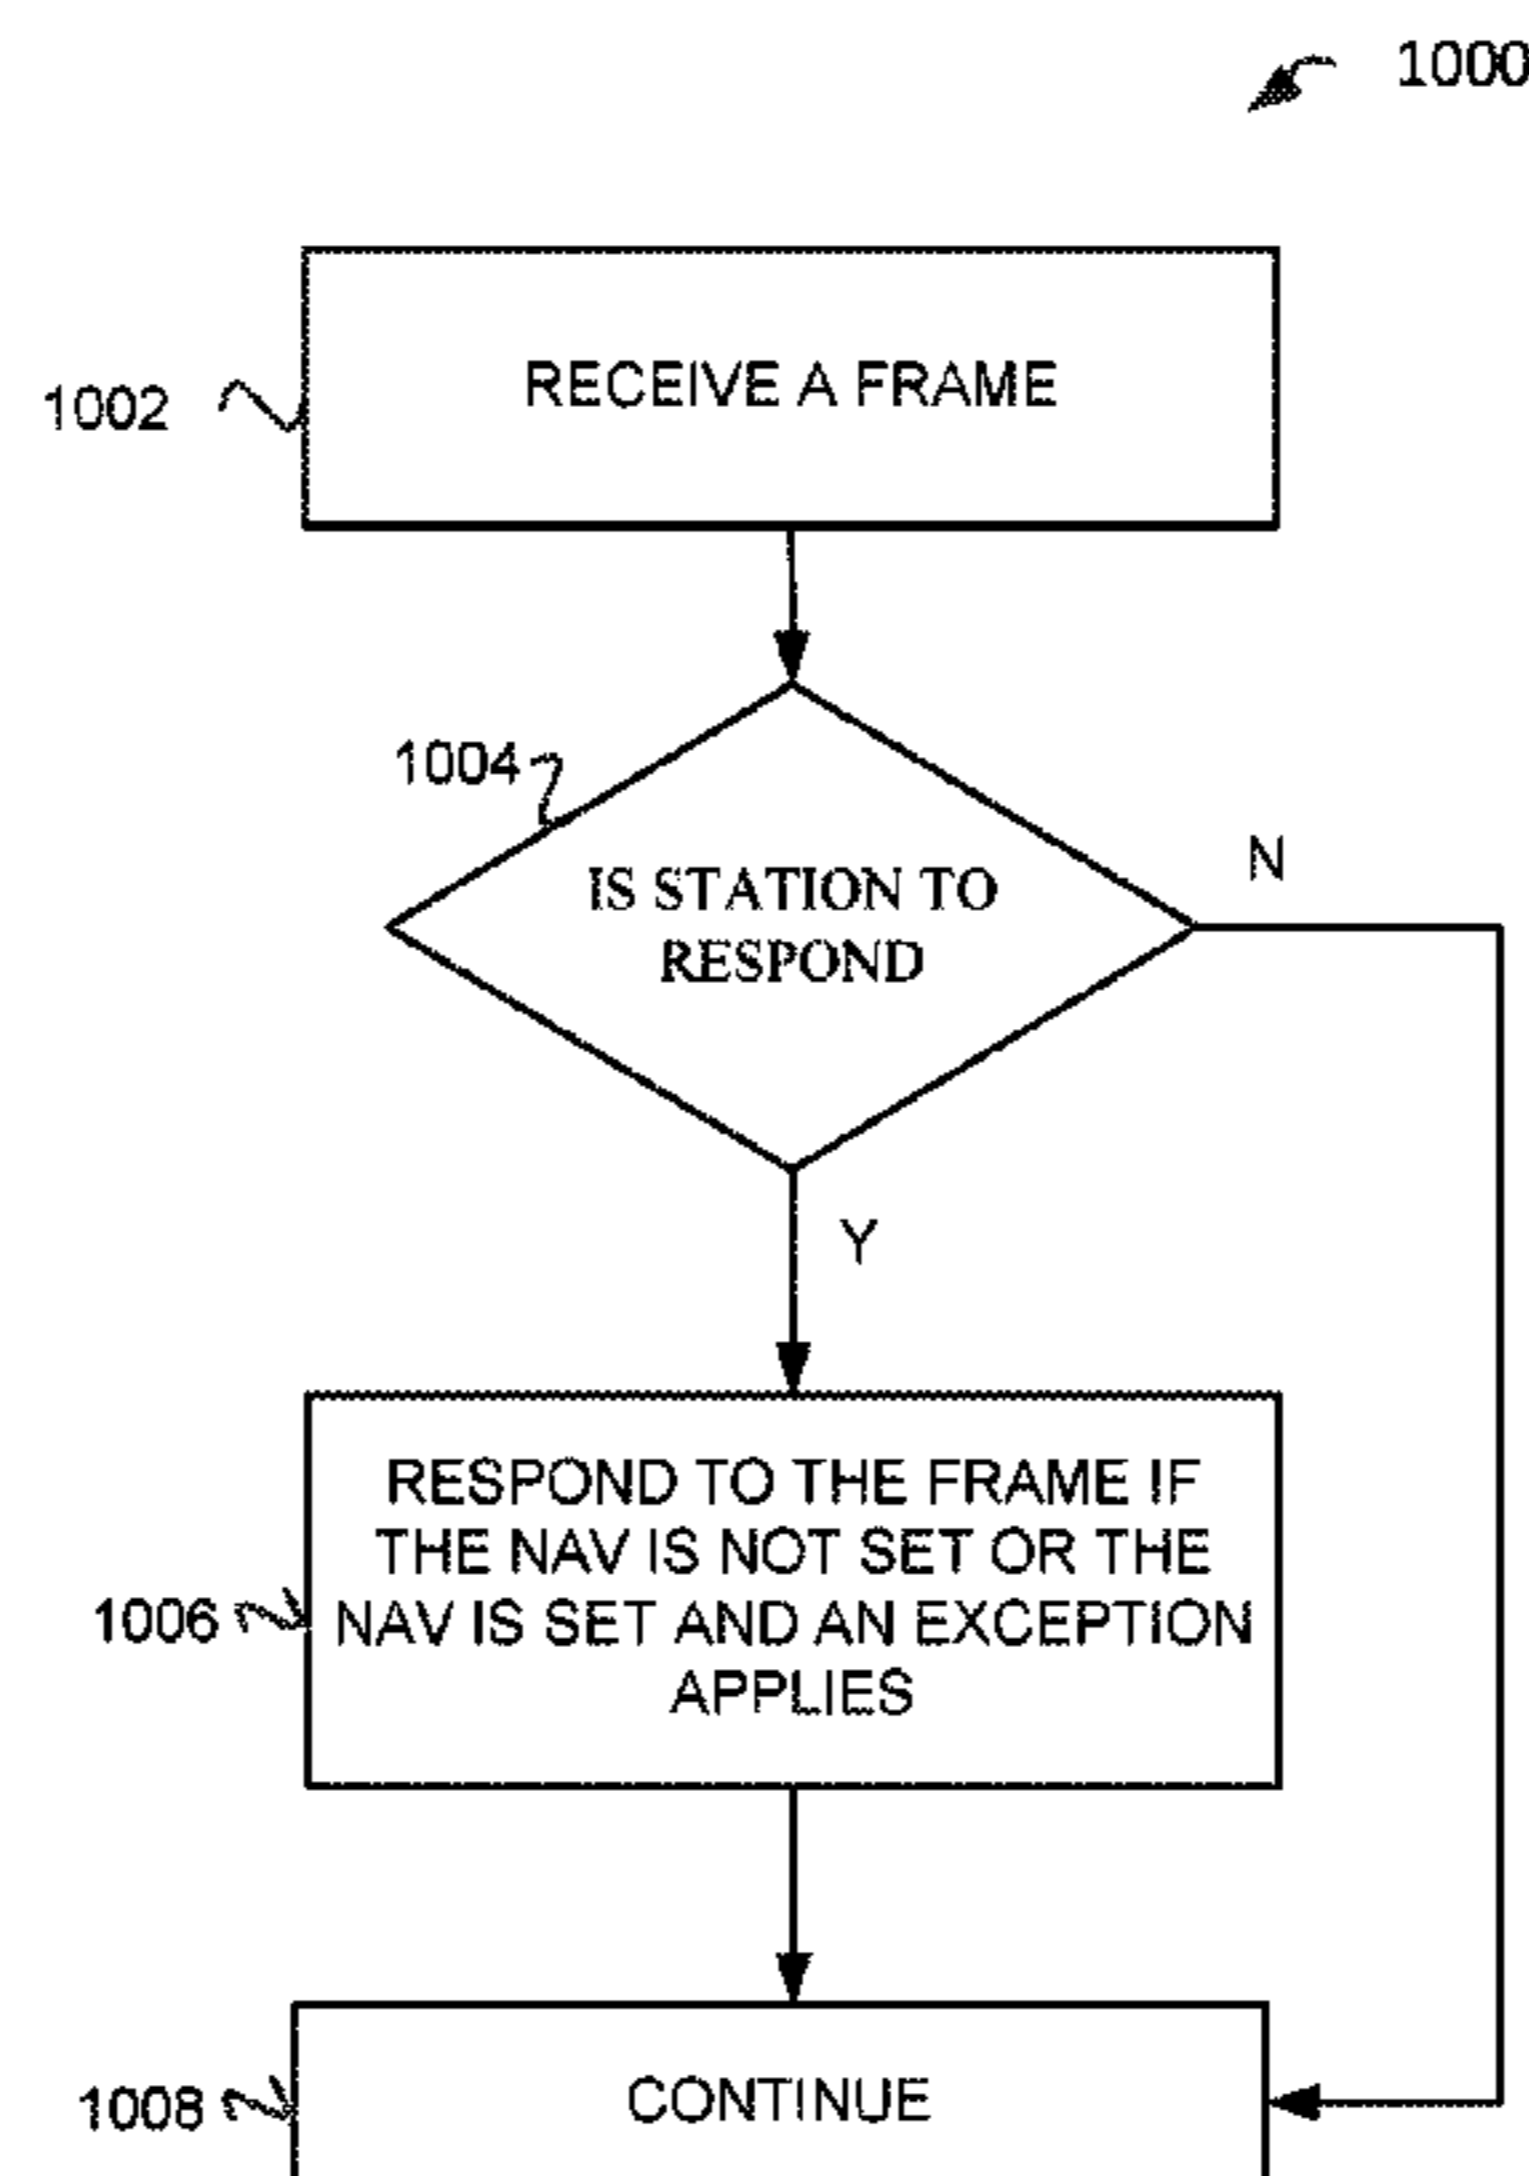 1000
RECEIVE A FRAME
1002
1004
IS STATION TO
RESPOND
N
Y
RESPOND TO THE FRAME IF
THE NAV IS NOT SET OR THE
NAV IS SET AND AN EXCEPTION
APPLIES
1006
CONTINUE
1008